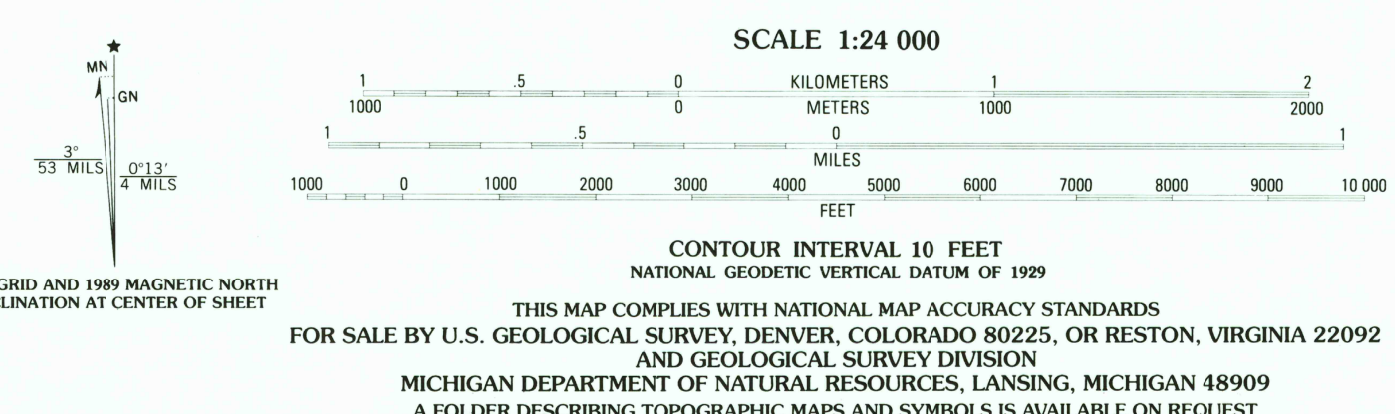 ★
MN
GN
3°
53 MILS
0°13′
4 MILS
GRID AND 1989 MAGNETIC NORTH
CLINATION AT CENTER OF SHEET
SCALE 1:24 000
1 .5 0 KILOMETERS 1 2
1000 0 METERS 1000 2000
1 .5 0 1
MILES
1000 0 1000 2000 3000 4000 5000 6000 7000 8000 9000 10 000
FEET
CONTOUR INTERVAL 10 FEET
NATIONAL GEODETIC VERTICAL DATUM OF 1929
THIS MAP COMPLIES WITH NATIONAL MAP ACCURACY STANDARDS
FOR SALE BY U.S. GEOLOGICAL SURVEY, DENVER, COLORADO 80225, OR RESTON, VIRGINIA 22092
AND GEOLOGICAL SURVEY DIVISION
MICHIGAN DEPARTMENT OF NATURAL RESOURCES, LANSING, MICHIGAN 48909
A FOLDER DESCRIBING TOPOGRAPHIC MAPS AND SYMBOLS IS AVAILABLE ON REQUEST